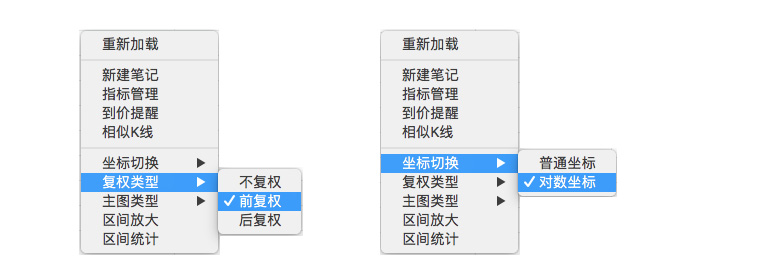 重新加载
新建笔记
指标管理
到价提醒
相似K线
坐标切换
复权类型
主图类型
区间放大
区间统计
不复权
前复权
后复权
重新加载
新建笔记
指标管理
到价提醒
相似K线
坐标切换
复权类型
主图类型
区间放大
区间统计
普通坐标
对数坐标